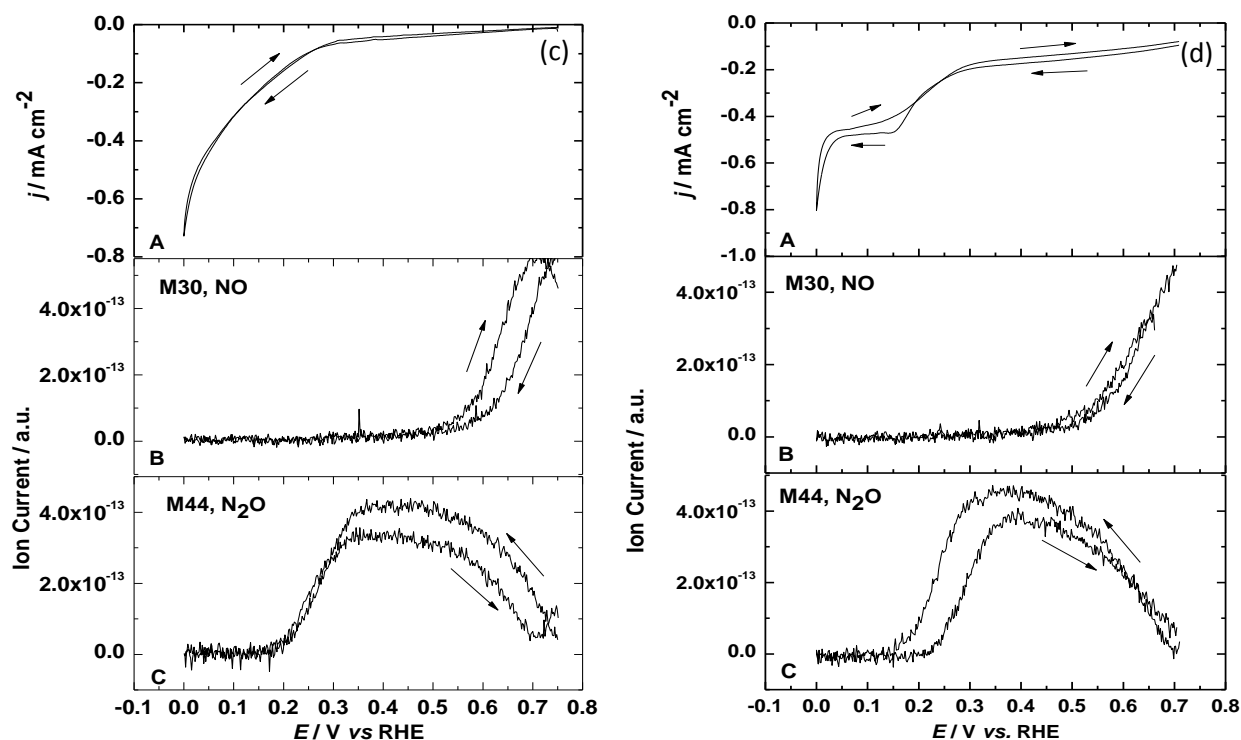 (c)
0.0
-0.2
-0.4
-0.6
-0.8
j / mA cm-2
A
M30, NO
4.0x10-13
2.0x10-13
0.0
B
M44, N2O
4.0x10-13
2.0x10-13
0.0
C
Ion Current / a.u.
-0.1 0.0 0.1 0.2 0.3 0.4 0.5 0.6 0.7 0.8
E / V vs RHE
(d)
0.0
-0.2
-0.4
-0.6
-0.8
-1.0
j / mA cm-2
A
M30, NO
4.0x10-13
2.0x10-13
0.0
B
M44, N2O
4.0x10-13
2.0x10-13
0.0
C
Ion Current / a.u.
-0.1 0.0 0.1 0.2 0.3 0.4 0.5 0.6 0.7 0.8
E / V vs. RHE